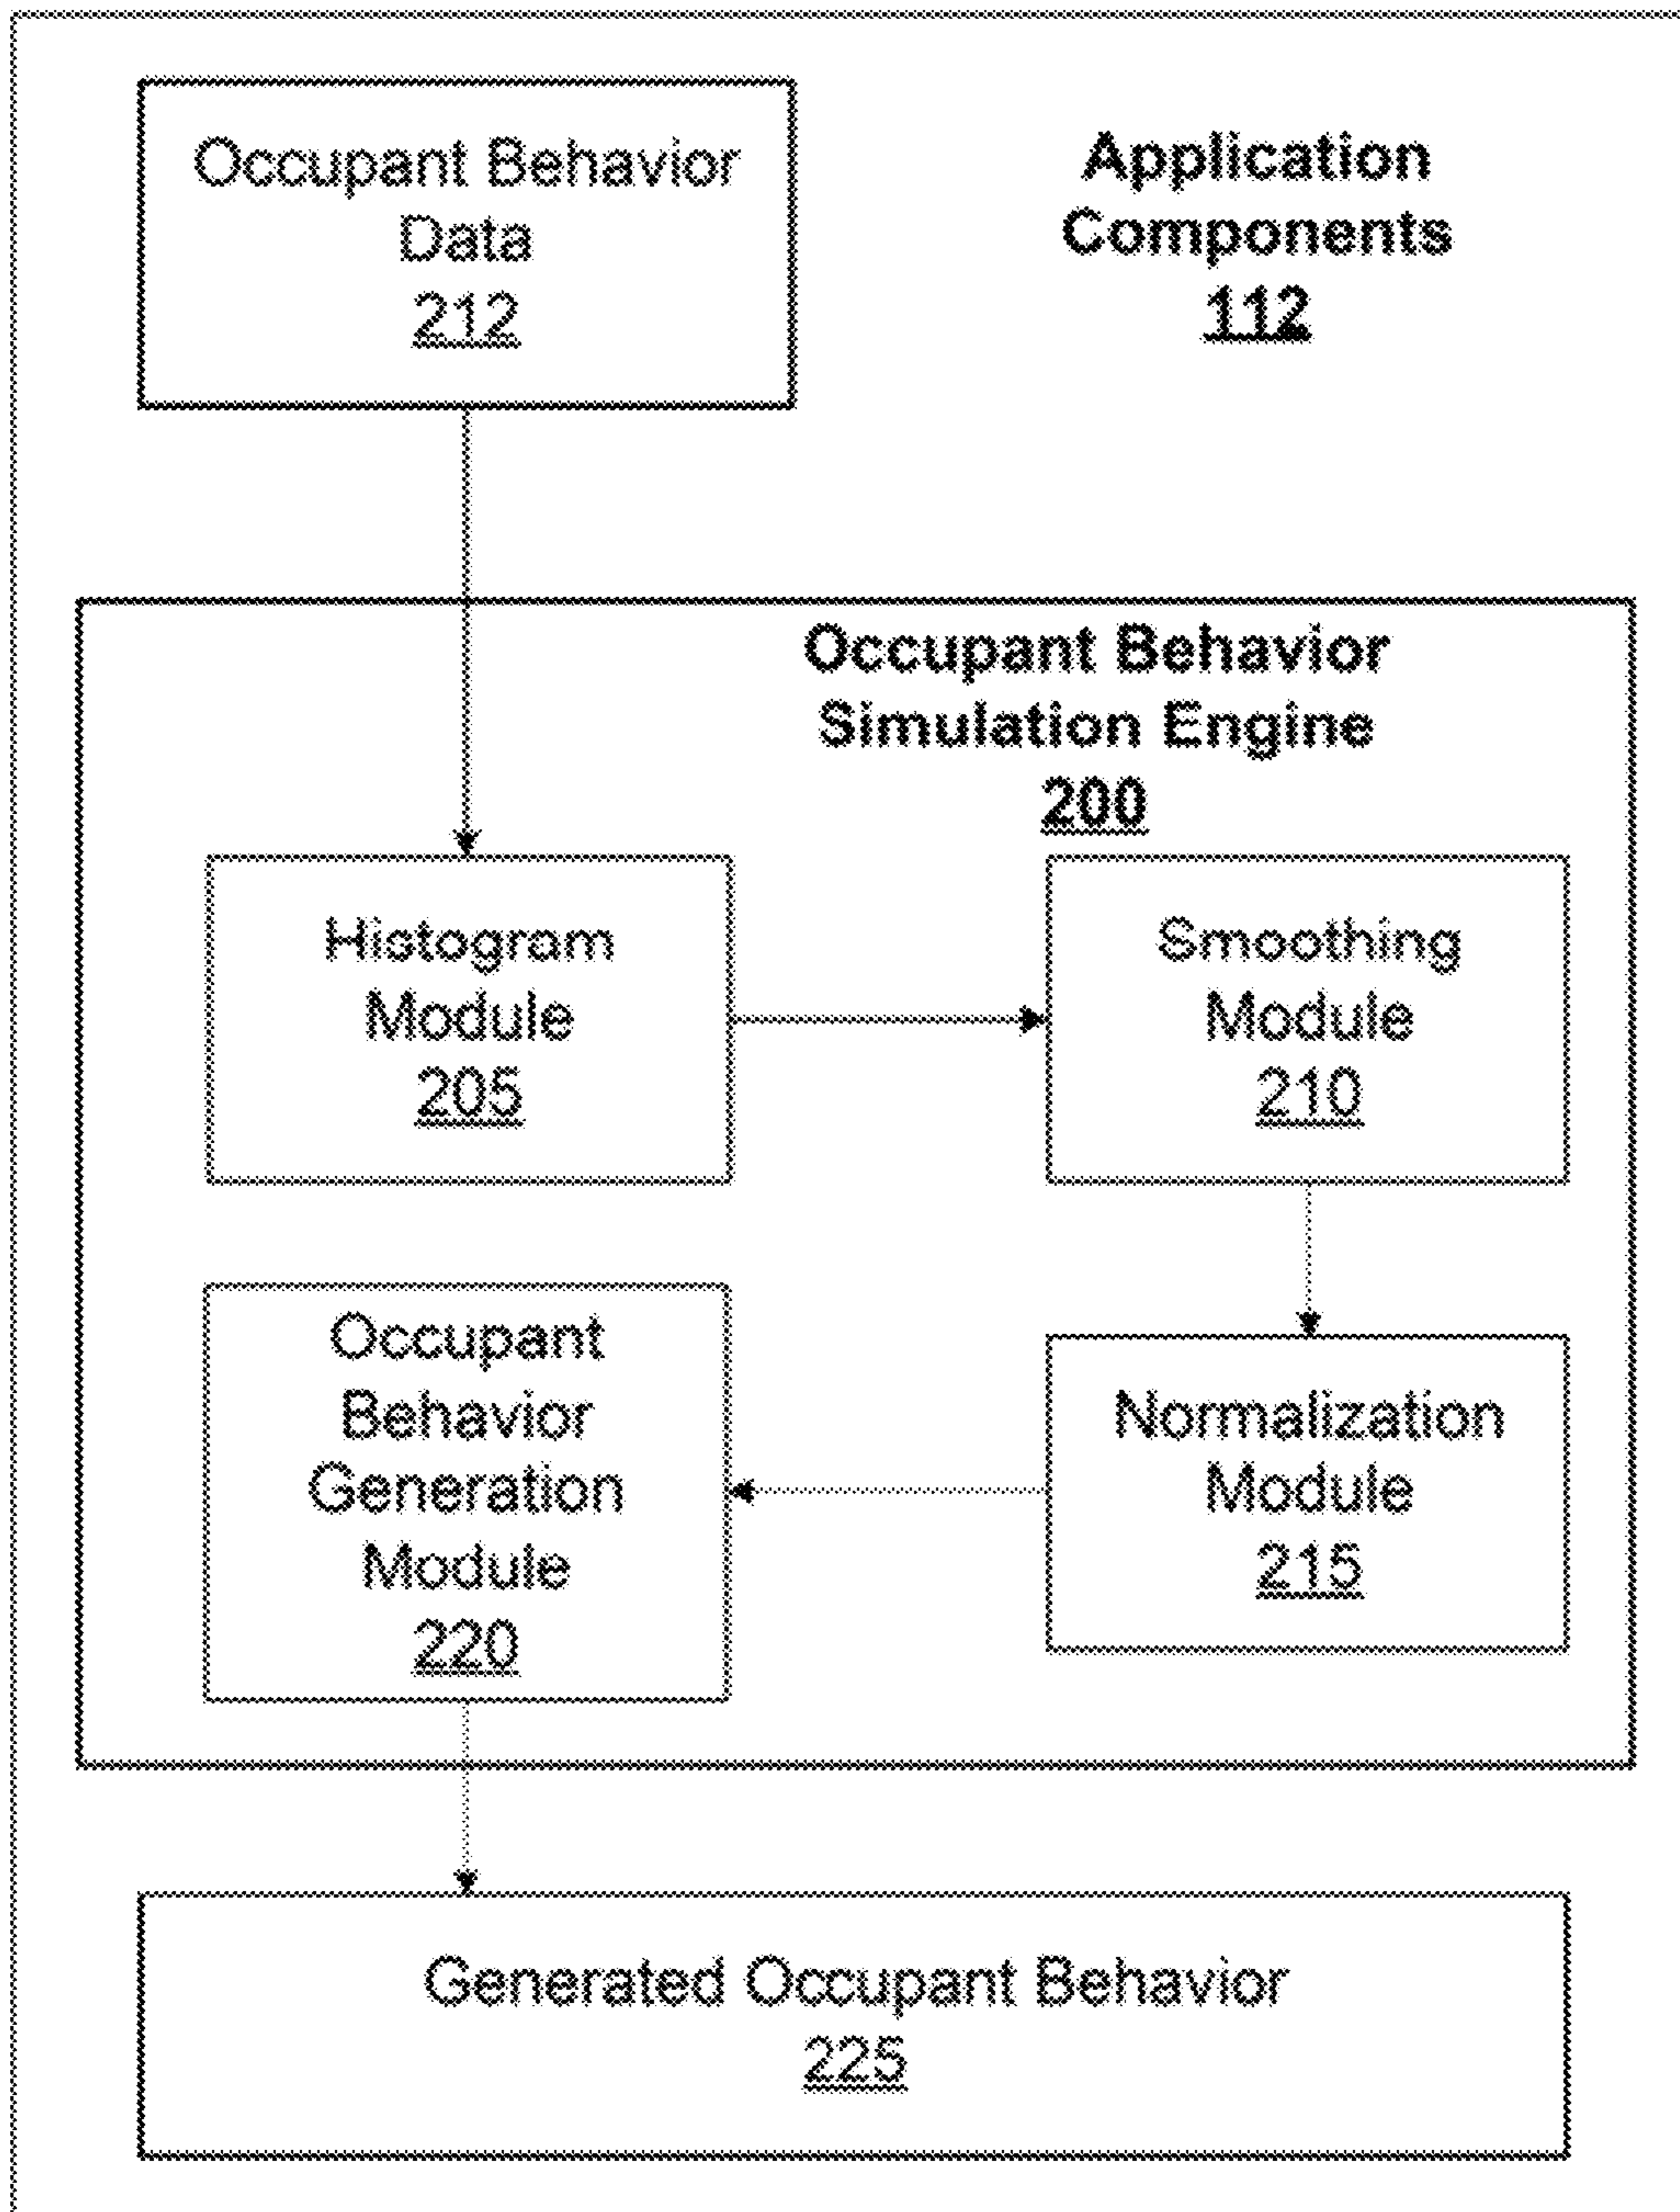 Occupant Behavior
Data
212
Application
Components
112
Occupant Behavior
Simulation Engine
200
Histogram
Module
205
Smoothing
Module
210
Occupant
Behavior
Generation
Module
220
Normalization
Module
215
Generated Occupant Behavior
225